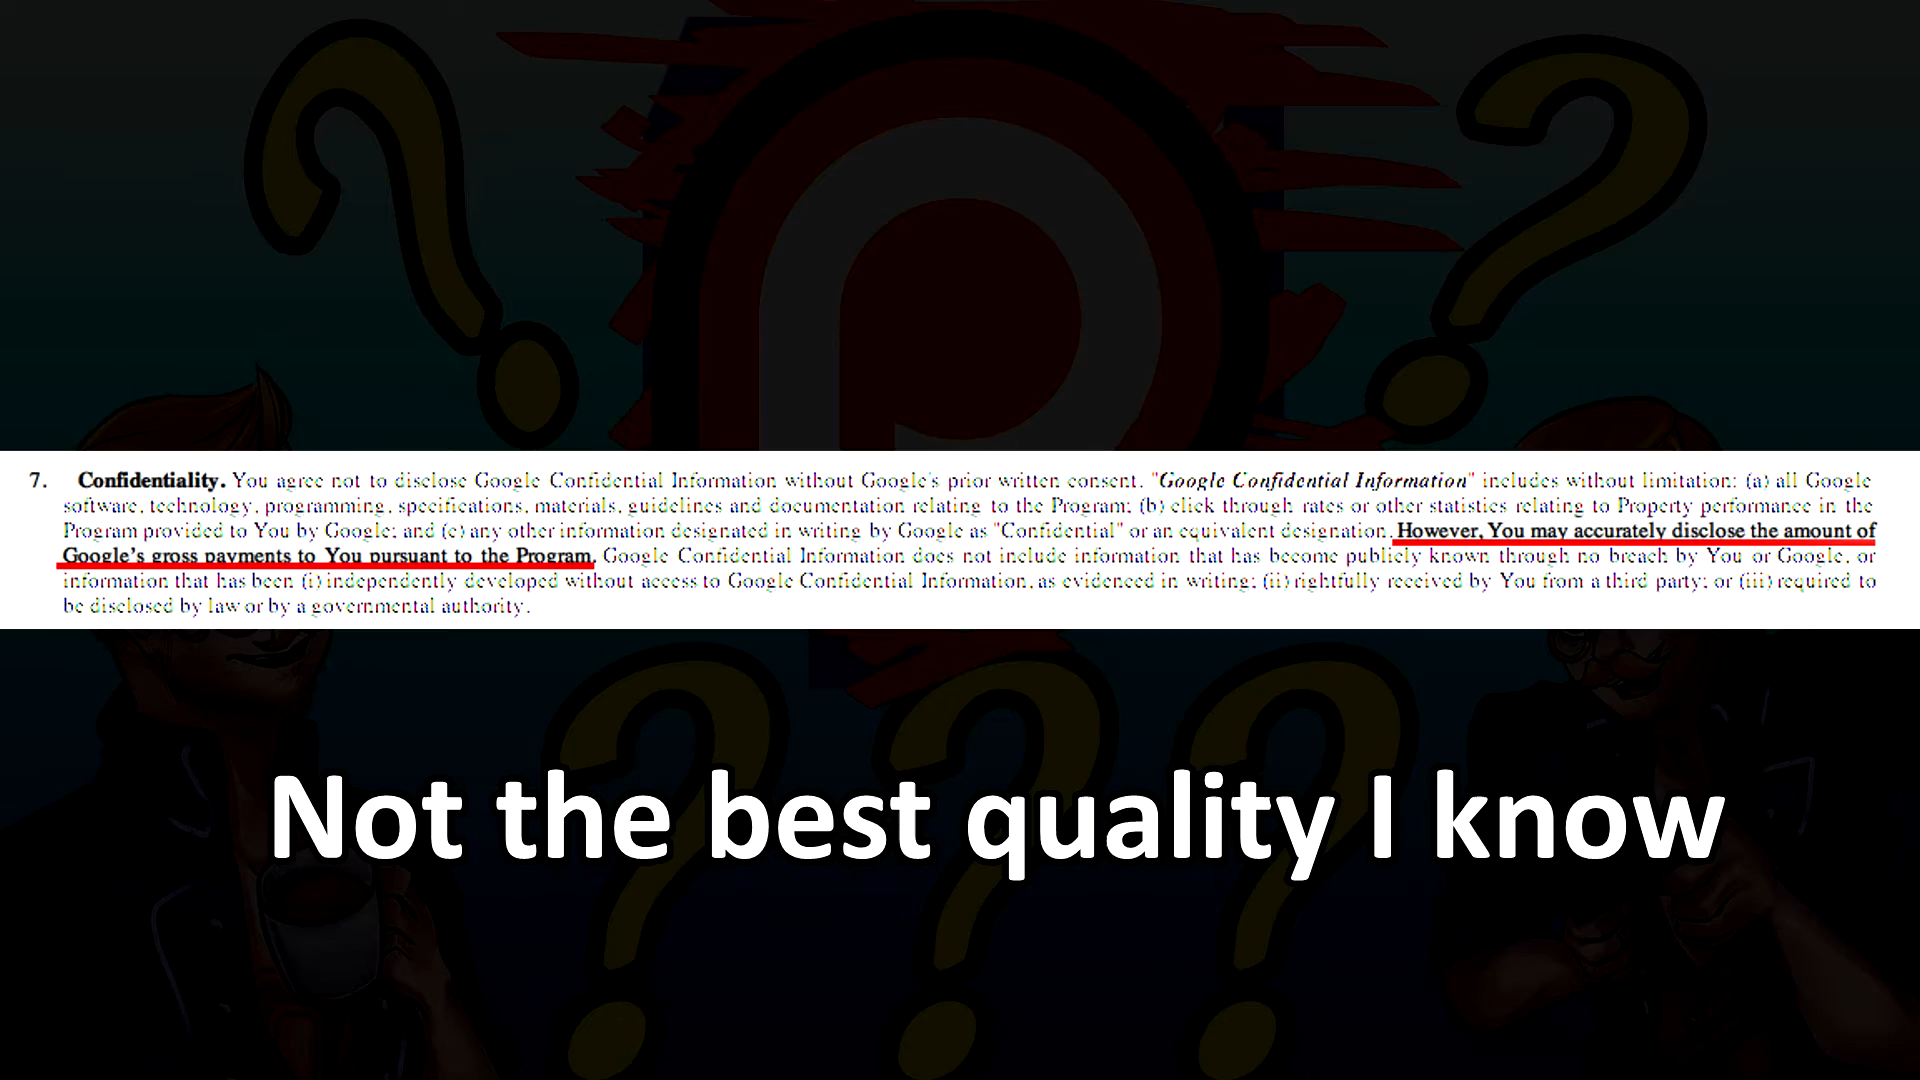 7. Confidentiality. You agree not to disclose Google Confidential Information without Google's prior written consent. "Google Confidential Information" includes without limitation: (a) all Google
software, technology, programming, specifications, materials, guidelines and documentation relating to the Program; (b) click through rates or other statistics relating to Property performance in the
Program provided to You by Google; and (c) any other information designated in writing by Google as "Confidential" or an equivalent designation. However, You may accurately disclose the amount of
Google's gross payments to You pursuant to the Program. Google Confidential Information does not include information that has become publicly known through no breach by You or Google, or
information that has been (i) independently developed without access to Google Confidential Information, as evidenced in writing; (ii) rightfully received by You from a third party; or (iii) required to
be disclosed by law or by a governmental authority.
Not the best quality I know